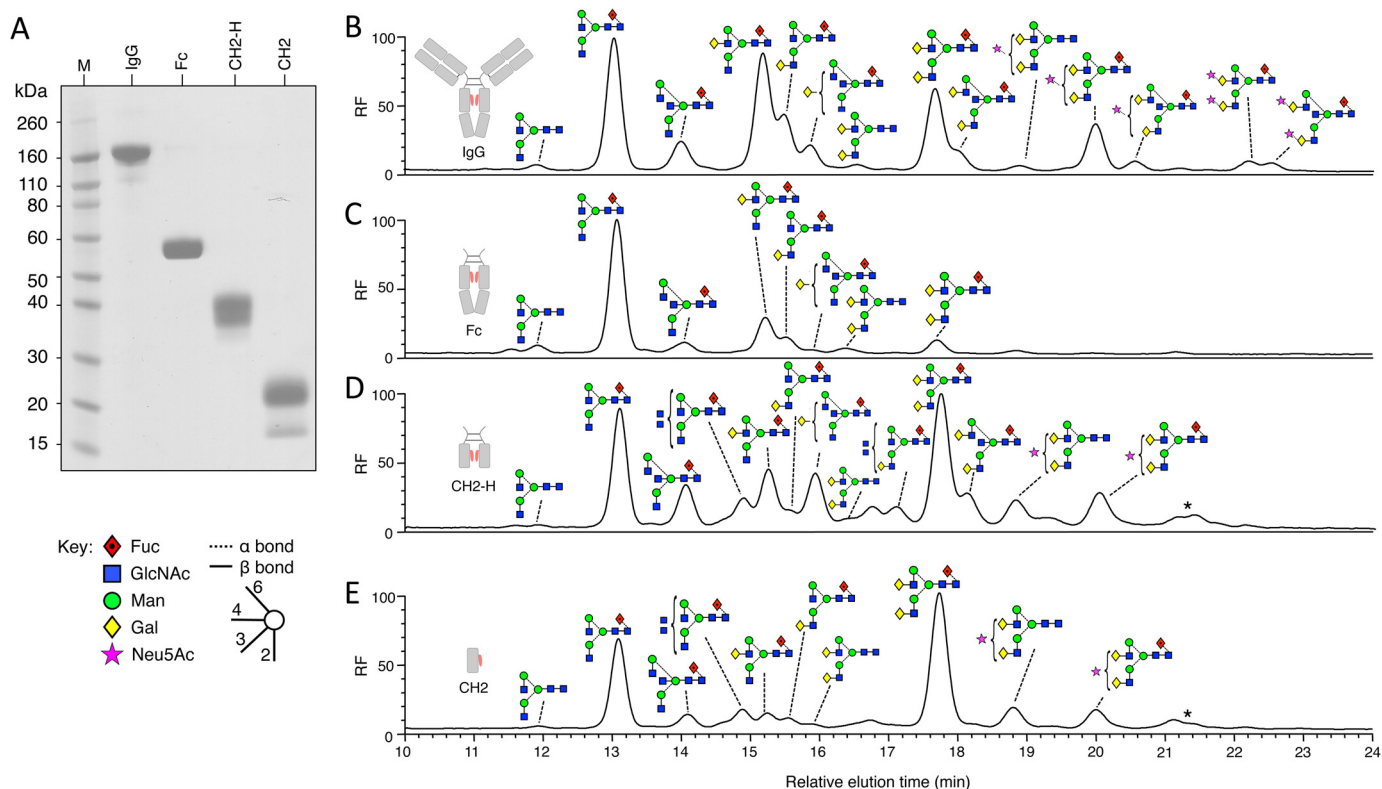 A
M
IgG
Fc
CH2-H
CH2
kDa
260
160
110
80
60
50
40
30
20
15
Key:
Fuc
GlcNAc
Man
Gal
Neu5Ac
α bond
β bond
6
4
3
2
B
100
50
0
RF
IgG
C
100
50
0
RF
Fc
D
100
50
0
RF
CH2-H
*
E
100
50
0
RF
CH2
*
10 11 12 13 14 15 16 17 18 19 20 21 22 23 24
Relative elution time (min)